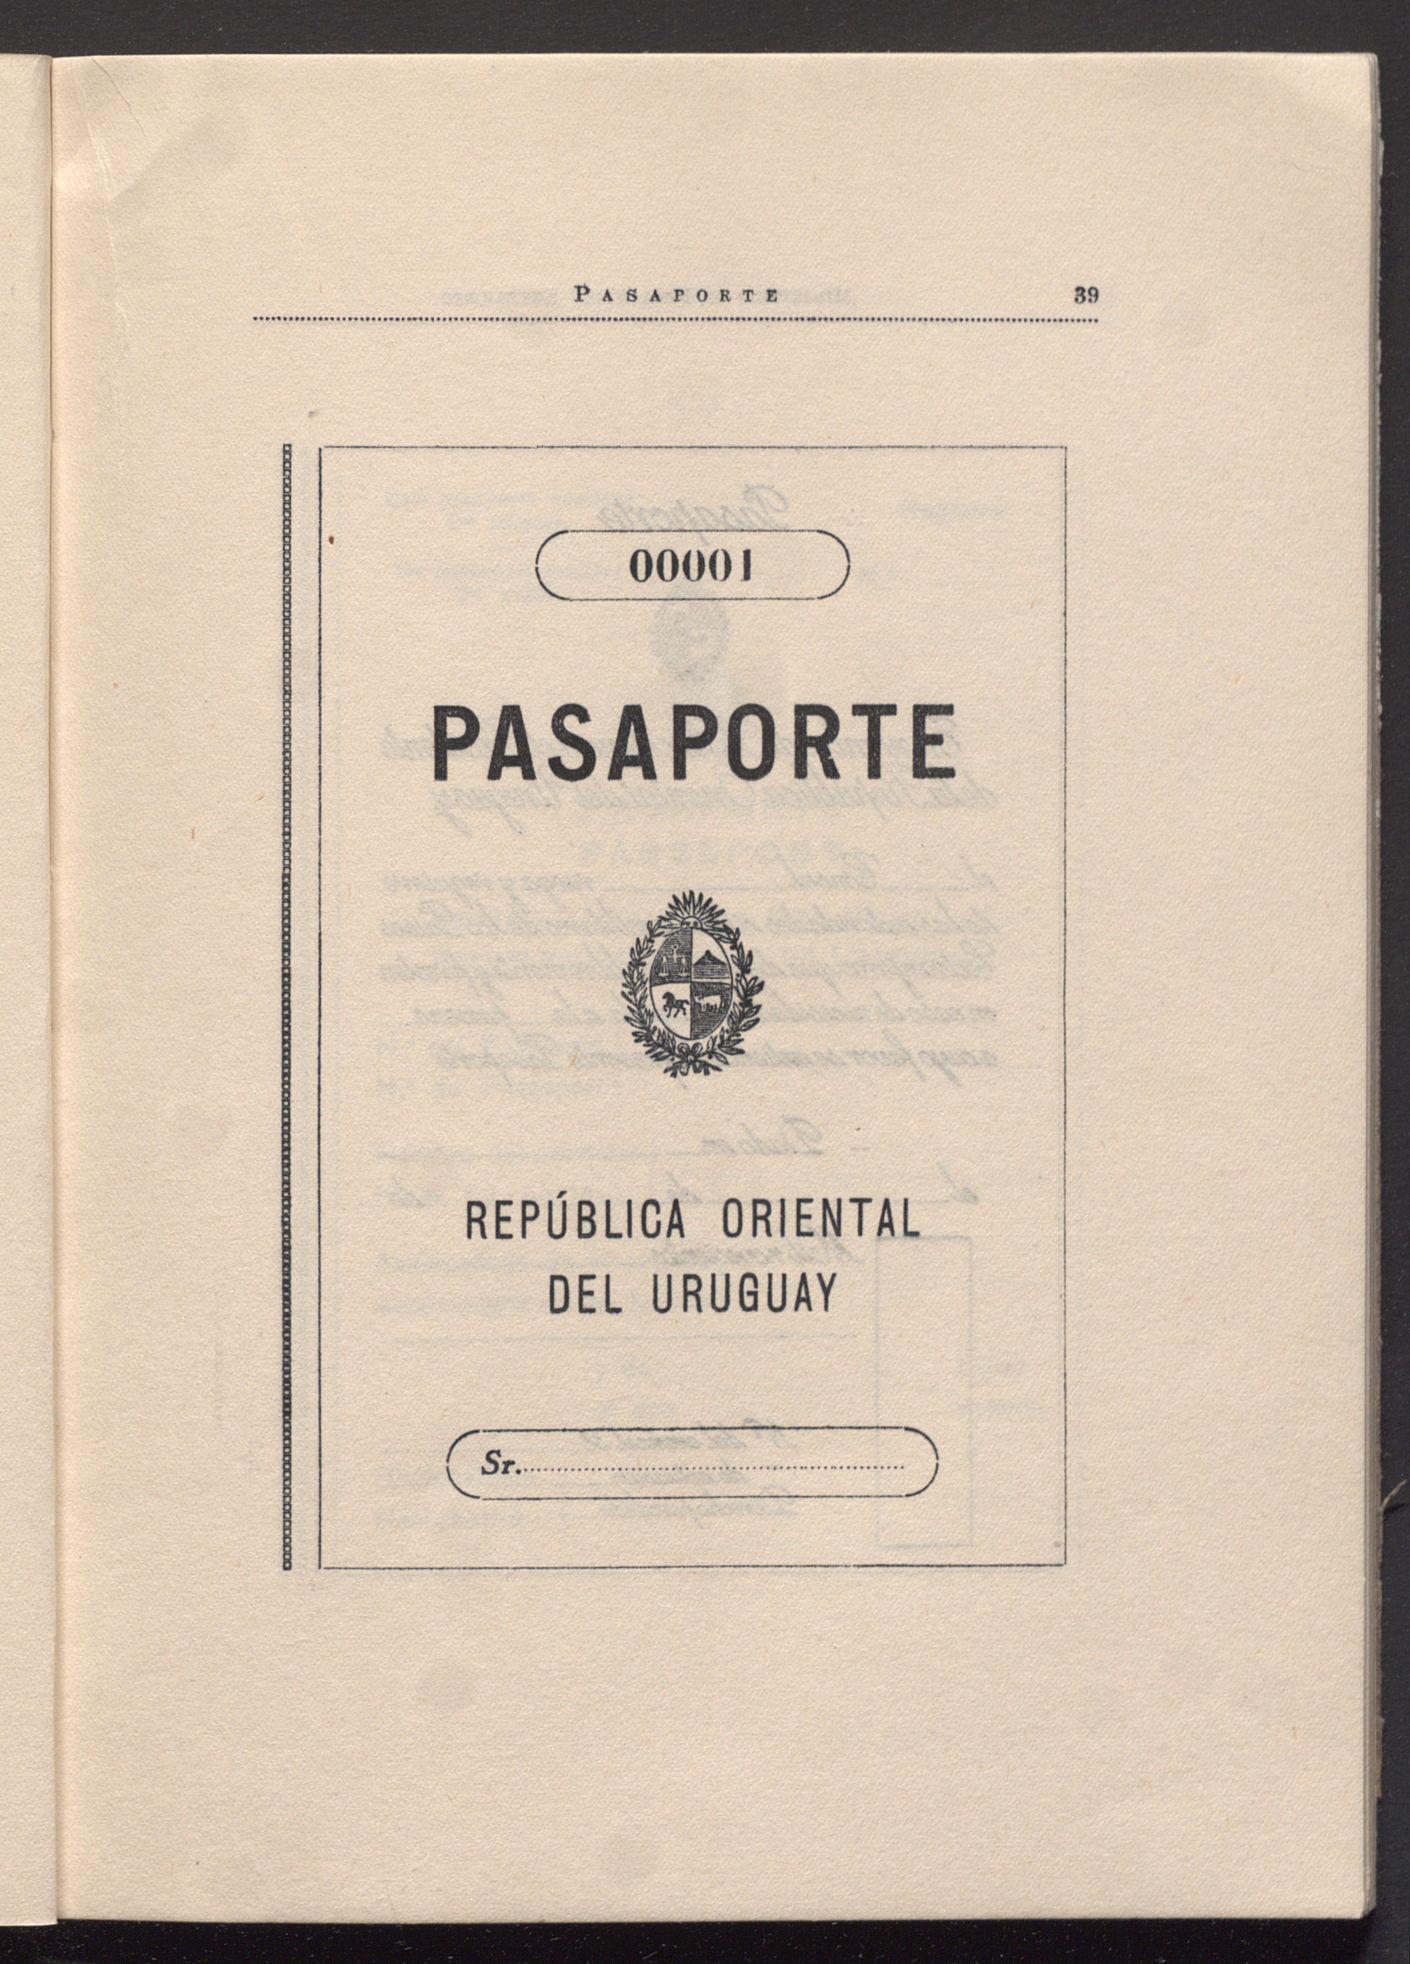 PASAPORTE 39
00001
PASAPORTE
REPÚBLICA ORIENTAL
DEL URUGUAY
Sr.